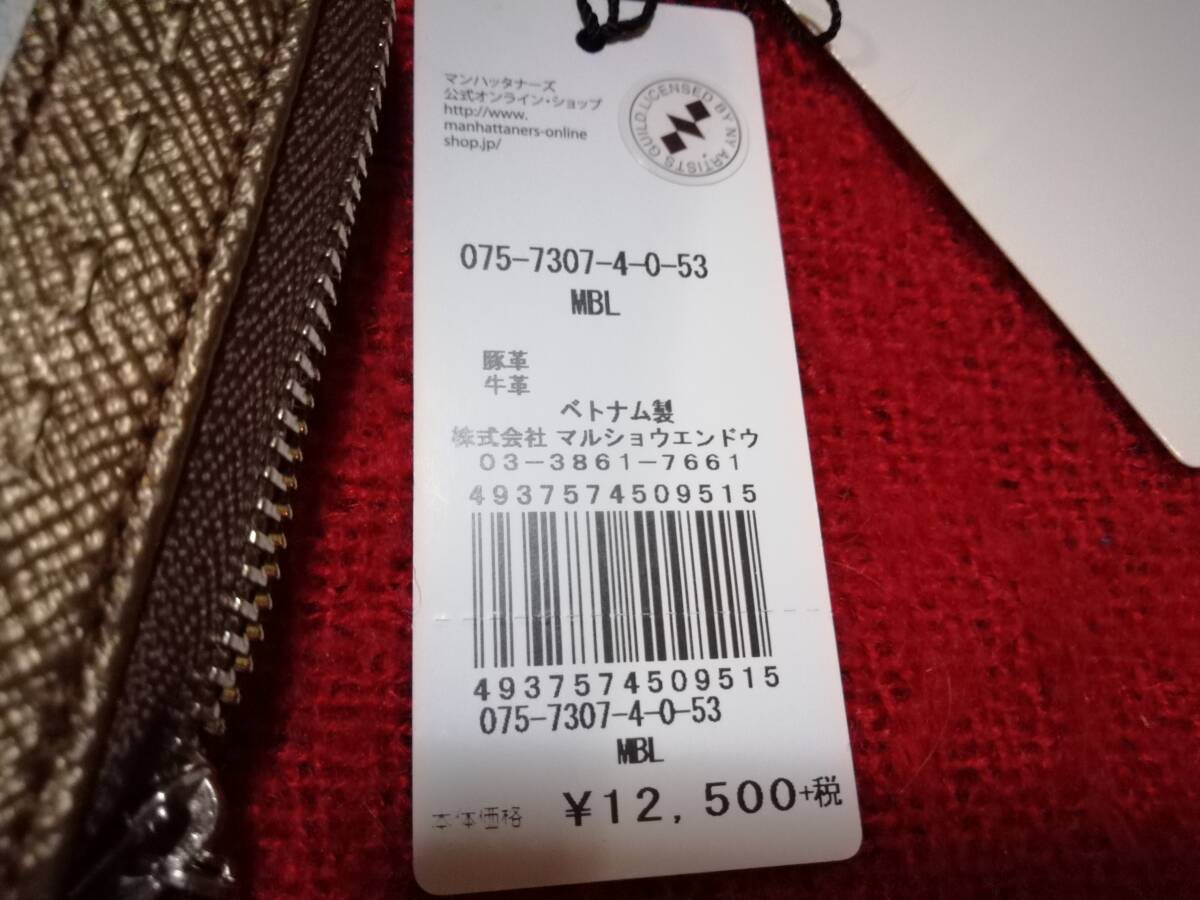 マンハッタナーズ
公式オンライン・ショップ
http://www.
manhattaners-online
shop.jp/
LICENSED BY NY ARTISTS GUILD.
075-7307-4-0-53
MBL
豚革
牛革
ベトナム製
株式会社 マルショウエンドウ
03-3861-7661
4937574509515
4937574509515
075-7307-4-0-53
MBL
本体価格 ¥12,500+税